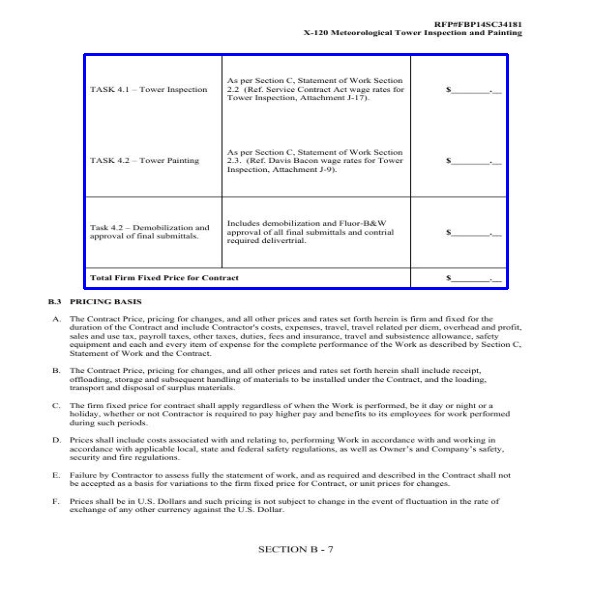 RFP#FBP14SC34181
X-120 Meteorological Tower Inspection and Painting
TASK 4.1 – Tower Inspection
As per Section C, Statement of Work Section
2.2 (Ref. Service Contract Act wage rates for
Tower Inspection, Attachment J-17).
$________.__
TASK 4.2 – Tower Painting
As per Section C, Statement of Work Section
2.3. (Ref. Davis Bacon wage rates for Tower
Inspection, Attachment J-9).
$________.__
Task 4.2 – Demobilization and
approval of final submittals.
Includes demobilization and Fluor-B&W
approval of all final submittals and contrial
required delivertrial.
$________.__
Total Firm Fixed Price for Contract
$________.__
B.3 PRICING BASIS
A. The Contract Price, pricing for changes, and all other prices and rates set forth herein is firm and fixed for the
duration of the Contract and include Contractor's costs, expenses, travel, travel related per diem, overhead and profit,
sales and use tax, payroll taxes, other taxes, duties, fees and insurance, travel and subsistence allowance, safety
equipment and each and every item of expense for the complete performance of the Work as described by Section C,
Statement of Work and the Contract.
B. The Contract Price, pricing for changes, and all other prices and rates set forth herein shall include receipt,
offloading, storage and subsequent handling of materials to be installed under the Contract, and the loading,
transport and disposal of surplus materials.
C. The firm fixed price for contract shall apply regardless of when the Work is performed, be it day or night or a
holiday, whether or not Contractor is required to pay higher pay and benefits to its employees for work performed
during such periods.
D. Prices shall include costs associated with and relating to, performing Work in accordance with and working in
accordance with applicable local, state and federal safety regulations, as well as Owner's and Company's safety,
security and fire regulations.
E. Failure by Contractor to assess fully the statement of work, and as required and described in the Contract shall not
be accepted as a basis for variations to the firm fixed price for Contract, or unit prices for changes.
F. Prices shall be in U.S. Dollars and such pricing is not subject to change in the event of fluctuation in the rate of
exchange of any other currency against the U.S. Dollar.
SECTION B - 7